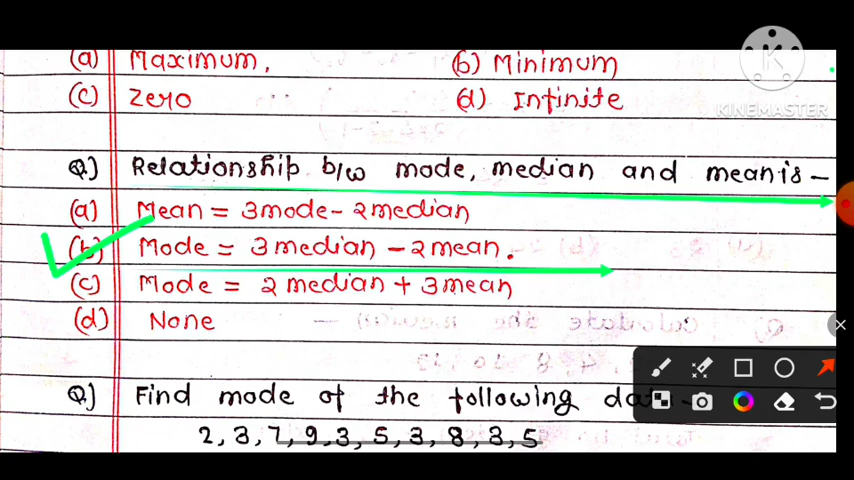 (a) Maximum.
(b) Minimum
(c) Zero
(d) Infinite
Q) Relationship b/w mode, median and mean is -
(a) Mean = 3mode - 2median
(b) Mode = 3median - 2mean.
(c) Mode = 2median + 3mean
(d) None
Q) Find mode of the following data
2, 3, 7, 9, 3, 5, 3, 8, 3, 5
K
KINEMASTER